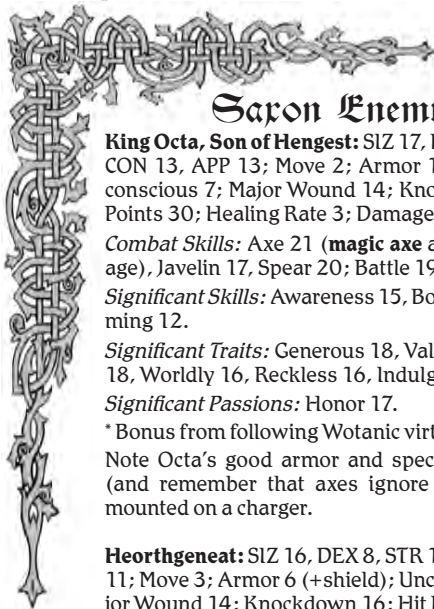 Saxon Enem
King Octa, Son of Hengest: SIZ 17,
CON 13, APP 13; Move 2; Armor 1
conscious 7; Major Wound 14; Kno
Points 30; Healing Rate 3; Damage
Combat Skills: Axe 21 (magic axe a
age), Javelin 17, Spear 20; Battle 19
Significant Skills: Awareness 15, Bo
ming 12.
Significant Traits: Generous 18, Val
18, Worldly 16, Reckless 16, Indulg
Significant Passions: Honor 17.
* Bonus from following Wotanic virt
Note Octa's good armor and spec
(and remember that axes ignore
mounted on a charger.
Heorthgeneat: SIZ 16, DEX 8, STR 1
11; Move 3; Armor 6 (+shield); Unc
jor Wound 14; Knockdown 16; Hit